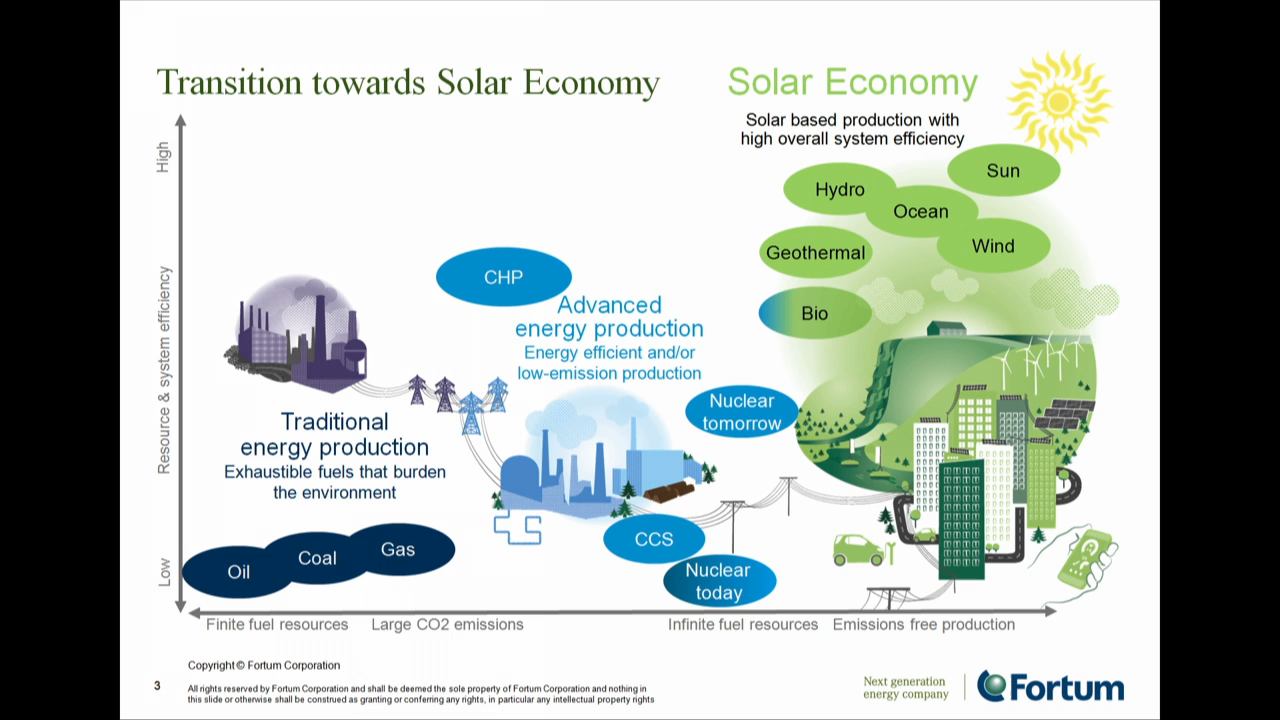 Transition towards Solar Economy
Solar Economy
Solar based production with
high overall system efficiency
High
Resource & system efficiency
Low
Sun
Hydro
Ocean
Wind
Geothermal
Bio
CHP
Advanced
energy production
Energy efficient and/or
low-emission production
Nuclear
tomorrow
Traditional
energy production
Exhaustible fuels that burden
the environment
Oil
Coal
Gas
CCS
Nuclear
today
Finite fuel resources
Large CO2 emissions
Infinite fuel resources
Emissions free production
Copyright © Fortum Corporation
3
All rights reserved by Fortum Corporation and shall be deemed the sole property of Fortum Corporation and nothing in
this slide or otherwise shall be construed as granting or conferring any rights, in particular any intellectual property rights
Next generation
energy company
Fortum